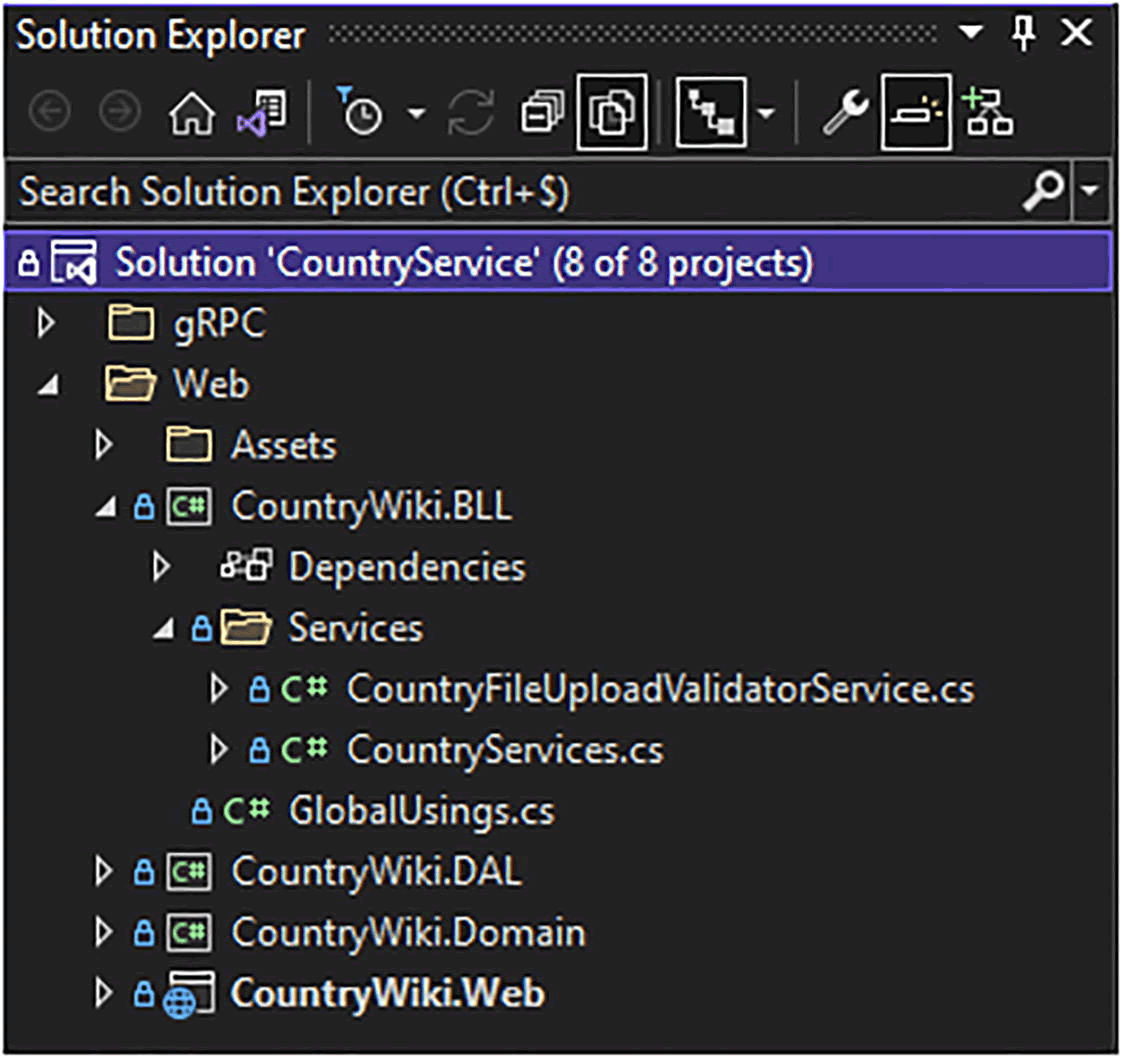 Solution Explorer
Search Solution Explorer (Ctrl+$)
Solution 'CountryService' (8 of 8 projects)
gRPC
Web
Assets
C# CountryWiki.BLL
Dependencies
Services
C# CountryFileUploadValidatorService.cs
C# CountryServices.cs
C# GlobalUsings.cs
C# CountryWiki.DAL
C# CountryWiki.Domain
CountryWiki.Web